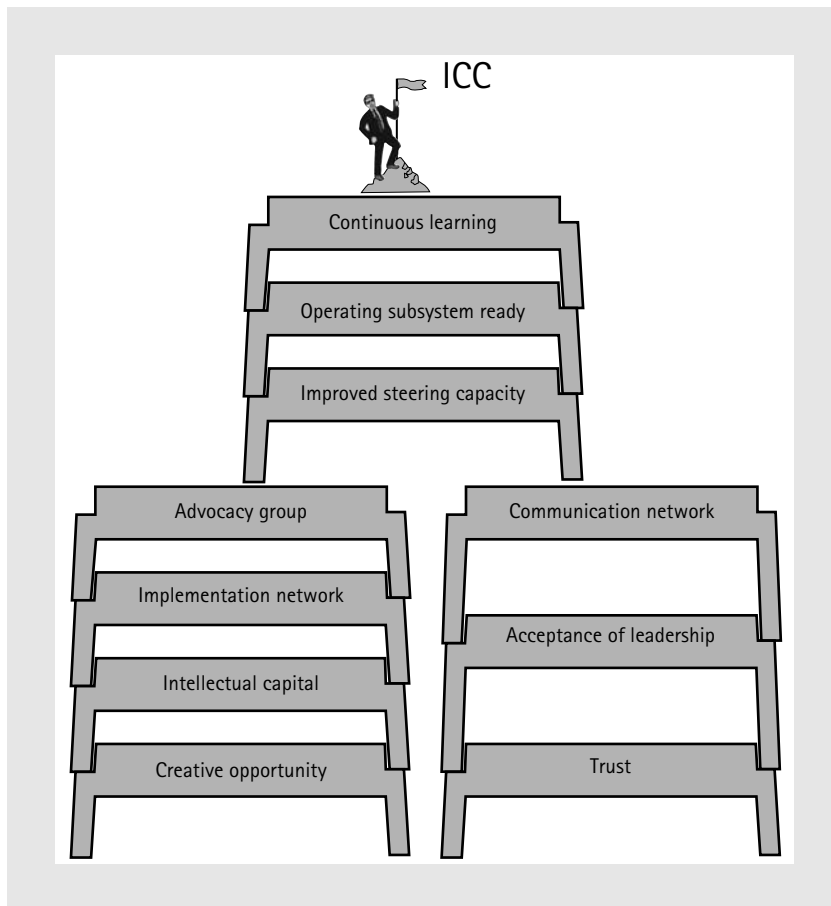 ICC
Continuous learning
Operating subsystem ready
Improved steering capacity
Advocacy group
Implementation network
Intellectual capital
Creative opportunity
Communication network
Acceptance of leadership
Trust